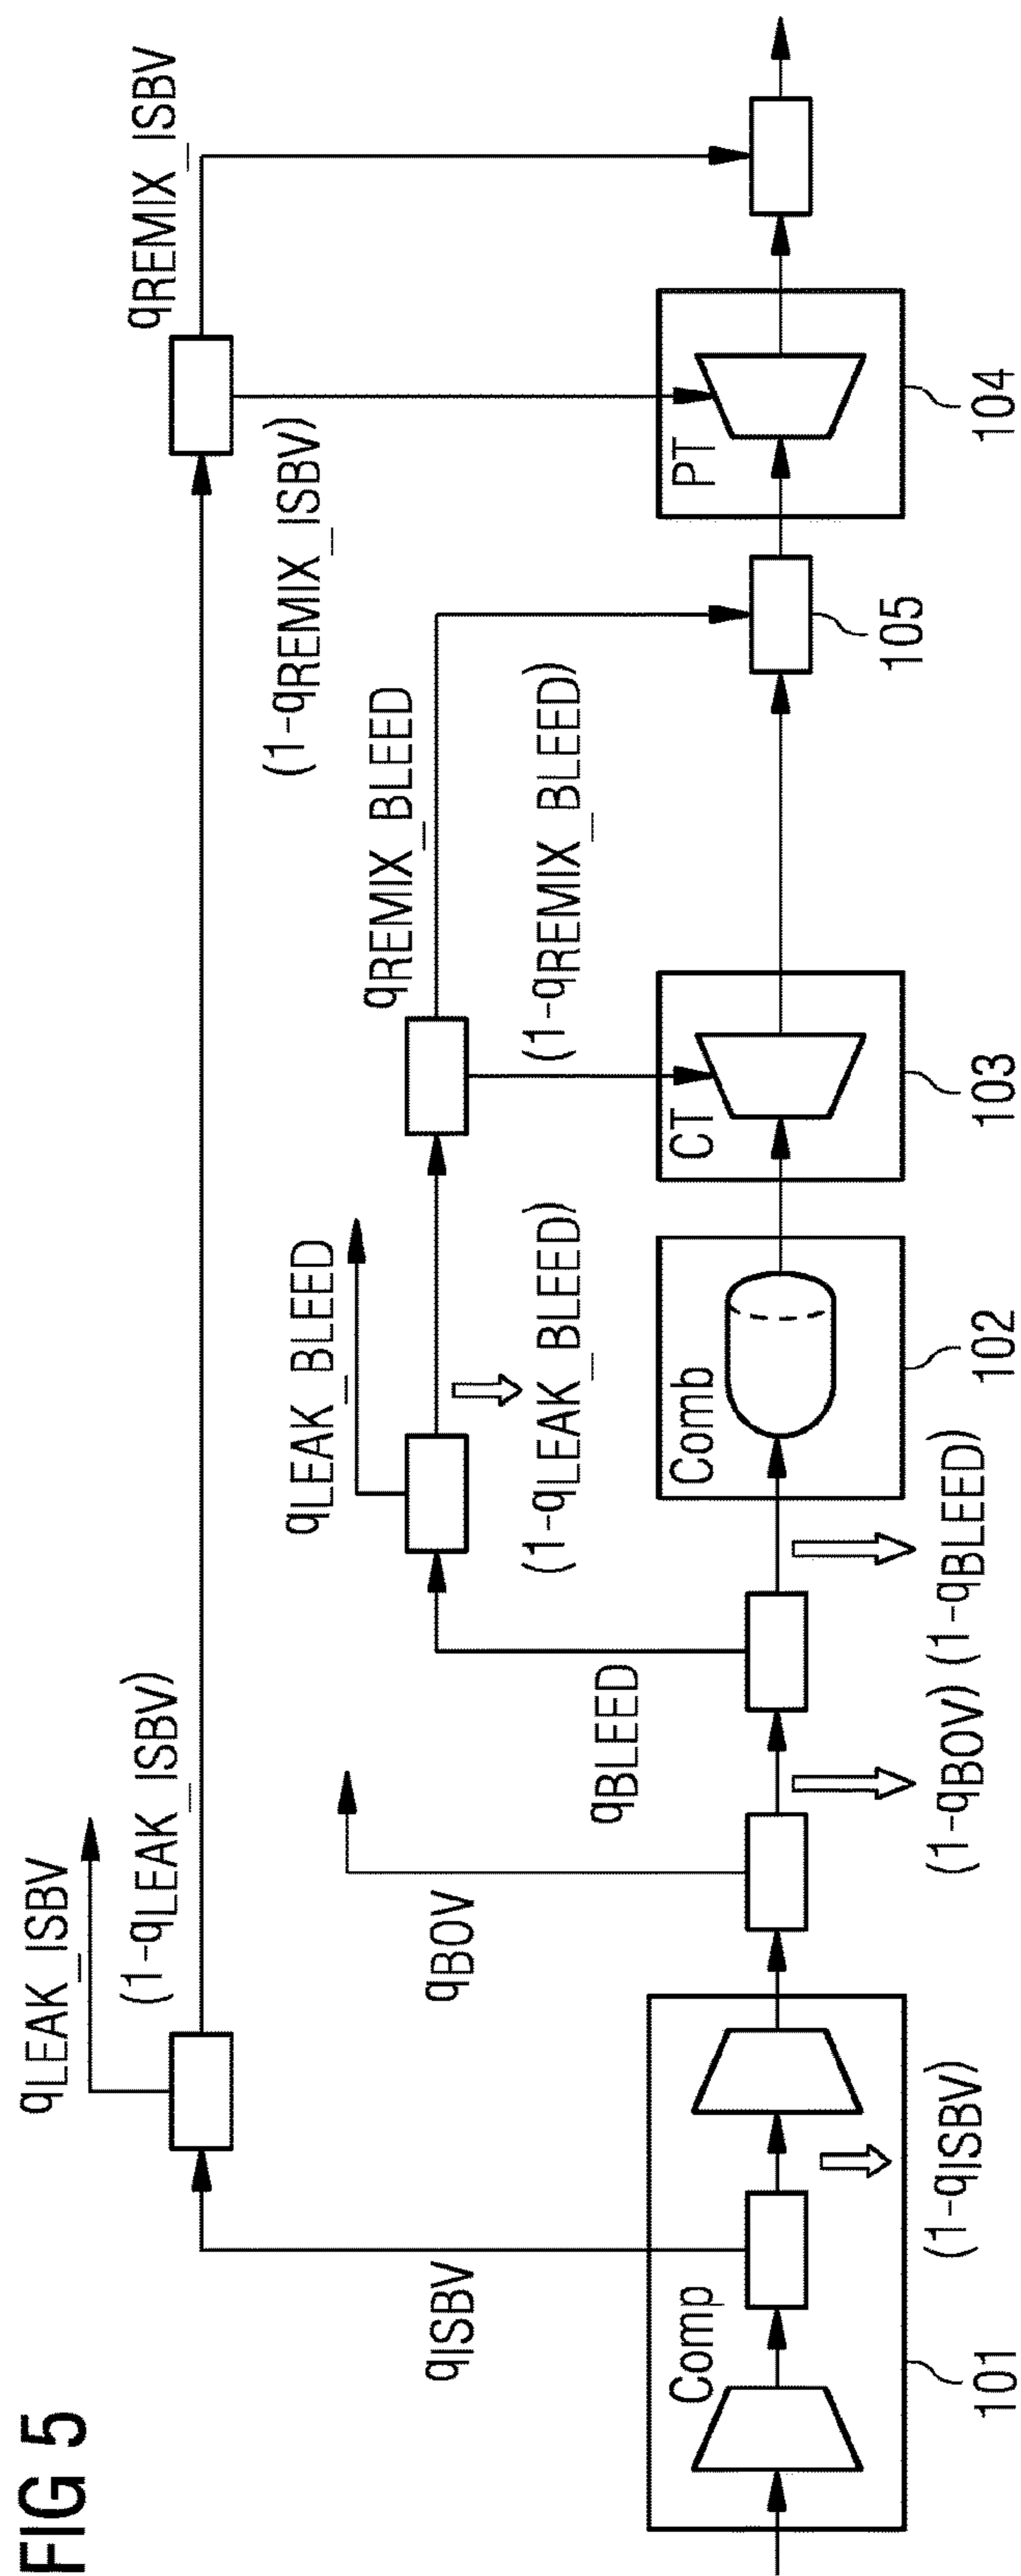 FIG 5
qLEAK_ISBV
(1-qLEAK_ISBV)
qREMIX_ISBV
(1-qREMIX_ISBV)
qLEAK_BLEED
(1-qLEAK_BLEED)
qREMIX_BLEED
(1-qREMIX_BLEED)
qISBV
qBOV
qBLEED
Comp
Comb
CT
PT
(1-qISBV)
(1-qBOV) (1-qBLEED)
101
102
103
105
104